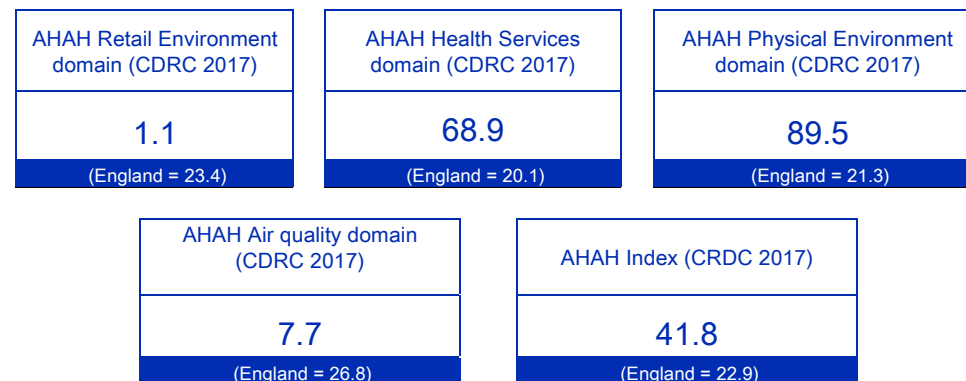 AHAH Retail Environment
domain (CDRC 2017)
1.1
(England = 23.4)
AHAH Health Services
domain (CDRC 2017)
68.9
(England = 20.1)
AHAH Physical Environment
domain (CDRC 2017)
89.5
(England = 21.3)
AHAH Air quality domain
(CDRC 2017)
7.7
(England = 26.8)
AHAH Index (CRDC 2017)
41.8
(England = 22.9)